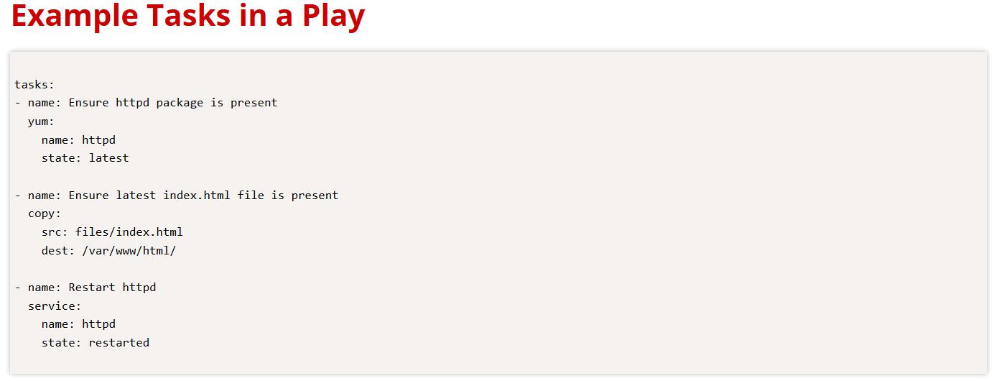 Example Tasks in a Play
tasks:
- name: Ensure httpd package is present
  yum:
    name: httpd
    state: latest
- name: Ensure latest index.html file is present
  copy:
    src: files/index.html
    dest: /var/www/html/
- name: Restart httpd
  service:
    name: httpd
    state: restarted